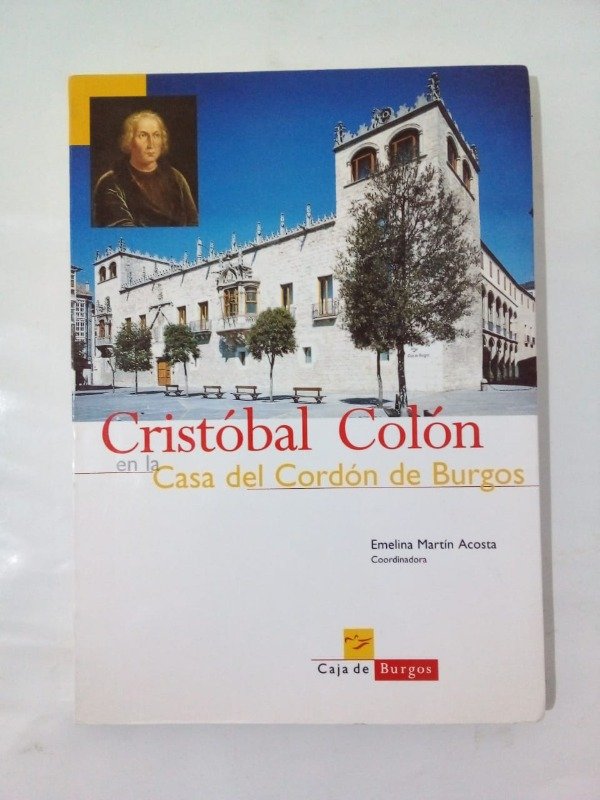 Cristóbal Colón
en la
Casa del Cordón de Burgos
Emelina Martín Acosta
Coordinadora
Caja de Burgos